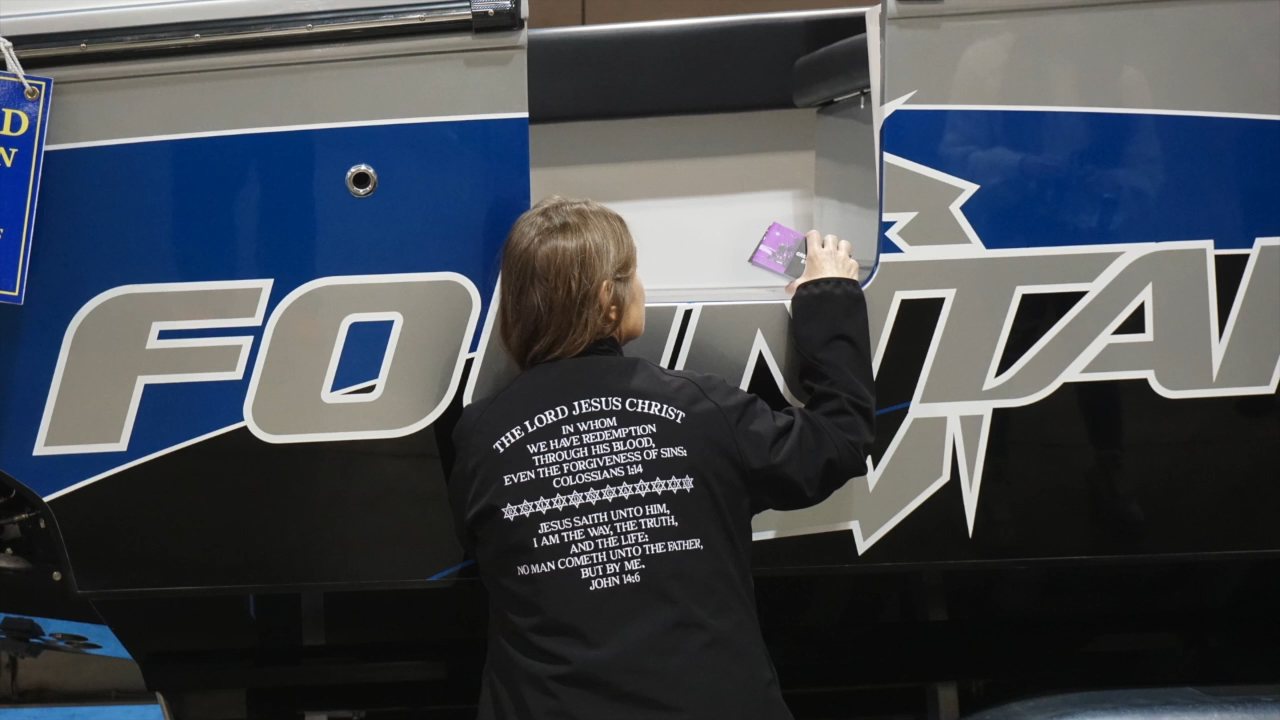 D
N
FOUNTAI
THE LORD JESUS CHRIST
IN WHOM
WE HAVE REDEMPTION
THROUGH HIS BLOOD,
EVEN THE FORGIVENESS OF SINS:
COLOSSIANS 1:14
JESUS SAITH UNTO HIM,
I AM THE WAY, THE TRUTH,
AND THE LIFE:
NO MAN COMETH UNTO THE FATHER,
BUT BY ME.
JOHN 14:6